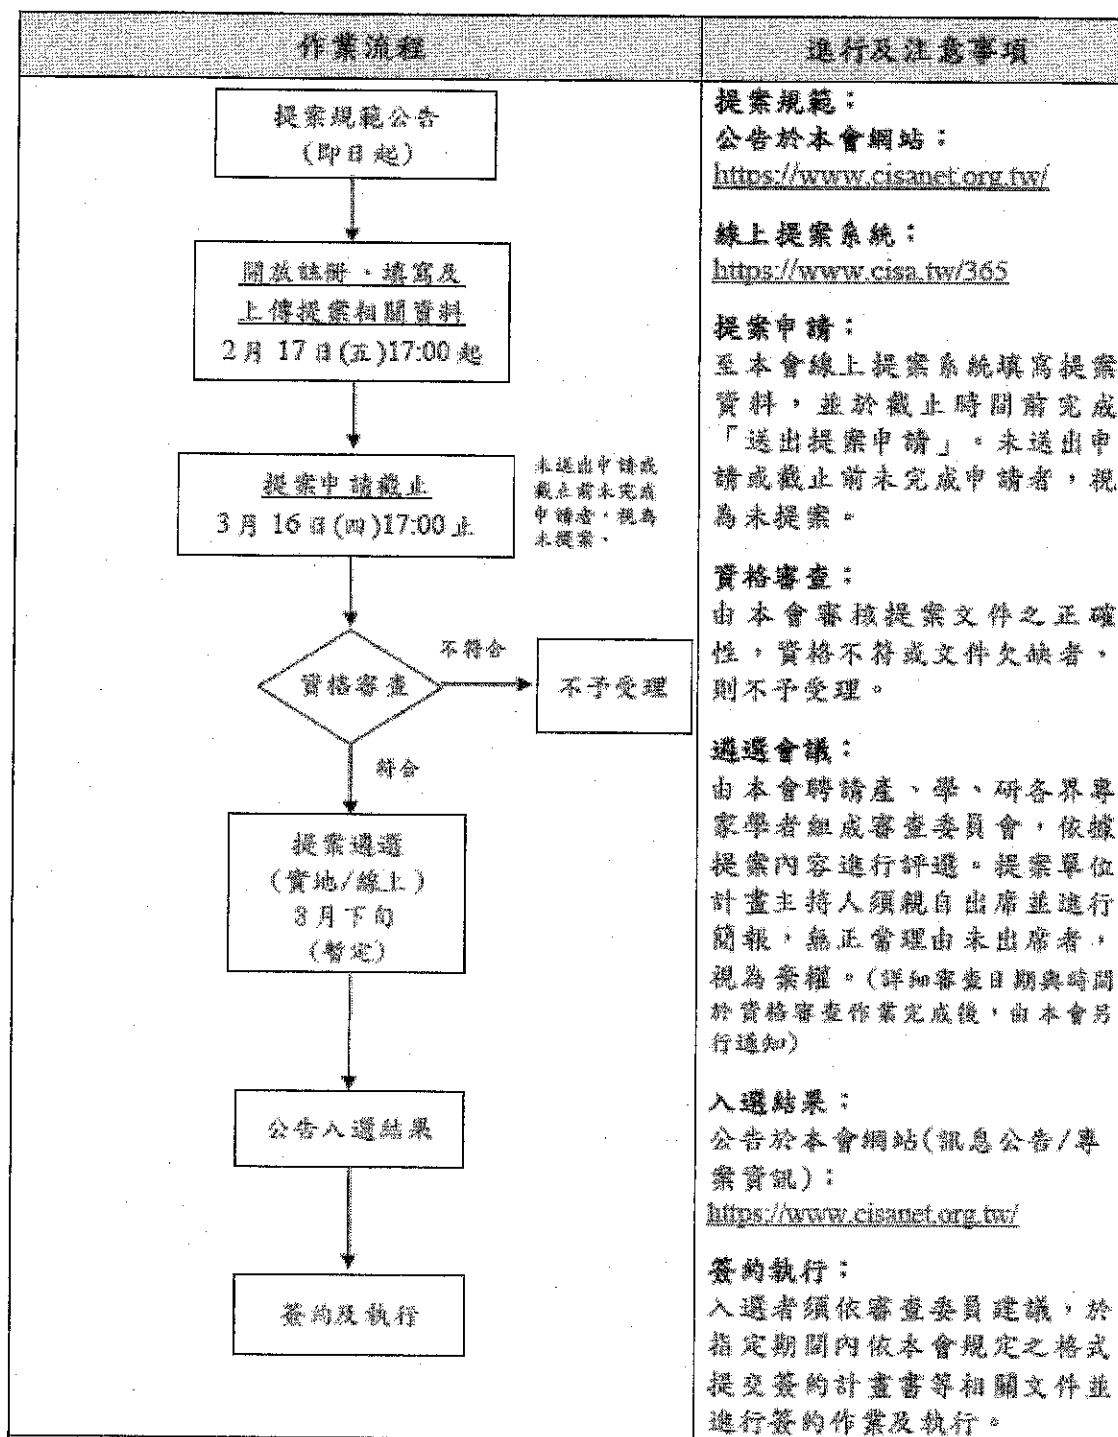 作業流程
進行及注意事項
提案規範公告
(即日起)
開放註冊、填寫及
上傳提案相關資料
2月 17日(五)17:00 起
提案申請截止
3月 16日(四)17:00止
未送出申請或
截止前未完成
申請者，視為
未提案。
資格審查
不符合
不予受理
符合
提案遴選
(實地/線上)
3月下旬
(暫定)
公告入選結果
簽約及執行
提案規範：
公告於本會網站：
https://www.cisanet.org.tw/
線上提案系統：
https://www.cisa.tw/365
提案申請：
至本會線上提案系統填寫提案
資料，並於截止時間前完成
「送出提案申請」。未送出申
請或截止前未完成申請者，視
為未提案。
資格審查：
由本會審核提案文件之正確
性，資格不符或文件欠缺者，
則不予受理。
遴選會議：
由本會聘請產、學、研各界專
家學者組成審查委員會，依據
提案內容進行評選。提案單位
計畫主持人須親自出席並進行
簡報，無正當理由未出席者，
視為棄權。(詳細審查日期與時間
於資格審查作業完成後，由本會另
行通知)
入選結果：
公告於本會網站(訊息公告/專
案資訊)：
https://www.cisanet.org.tw/
簽約執行：
入選者須依審查委員建議，於
指定期間內依本會規定之格式
提交簽約計畫書等相關文件並
進行簽約作業及執行。